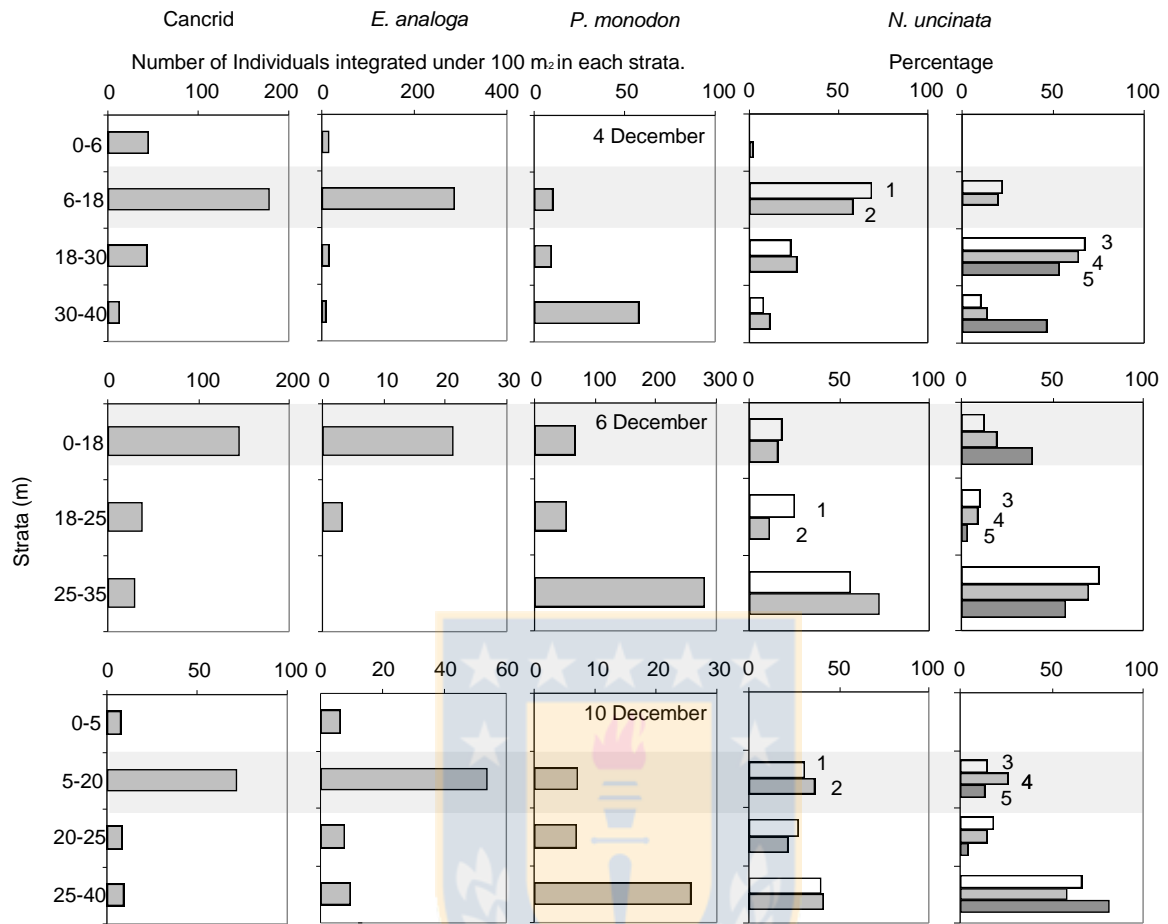 Cancrid E. analoga P. monodon N. uncinata
Number of Individuals integrated under 100 m2 in each strata. Percentage
0 100 200 0 200 400 0 50 100 0 50 100 0 50 100
0-6 4 December
6-18 1
2
18-30 3
4
5
30-40
0 100 200 0 10 20 30 0 100 200 300 0 50 100 0 50 100
0-18 6 December
Strata (m)
18-25 1 3
2 4
5
25-35
0 50 100 0 20 40 60 0 10 20 30 0 50 100 0 50 100
0-5 10 December
5-20 1 3
2 4
5
20-25
25-40